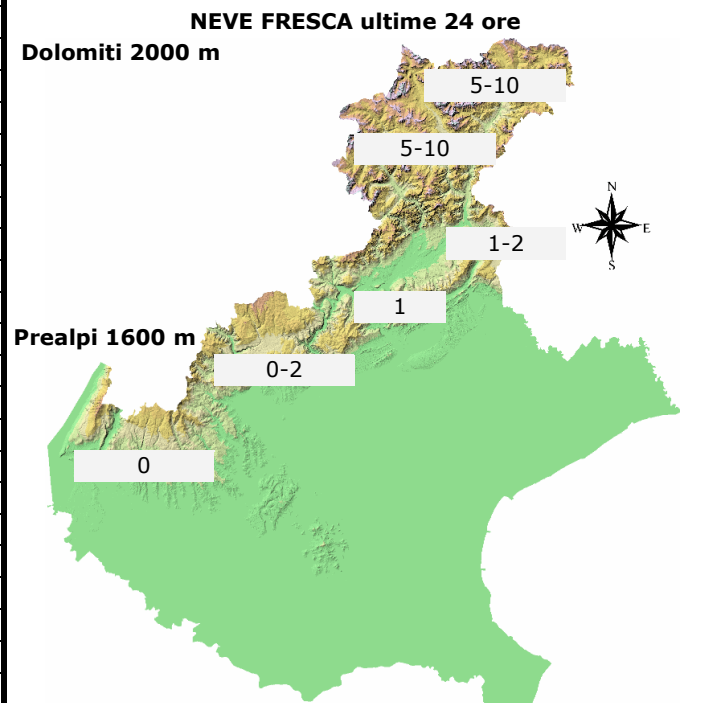 NEVE FRESCA ultime 24 ore
Dolomiti 2000 m
5-10
5-10
N
W E
S
1-2
1
Prealpi 1600 m
0-2
0